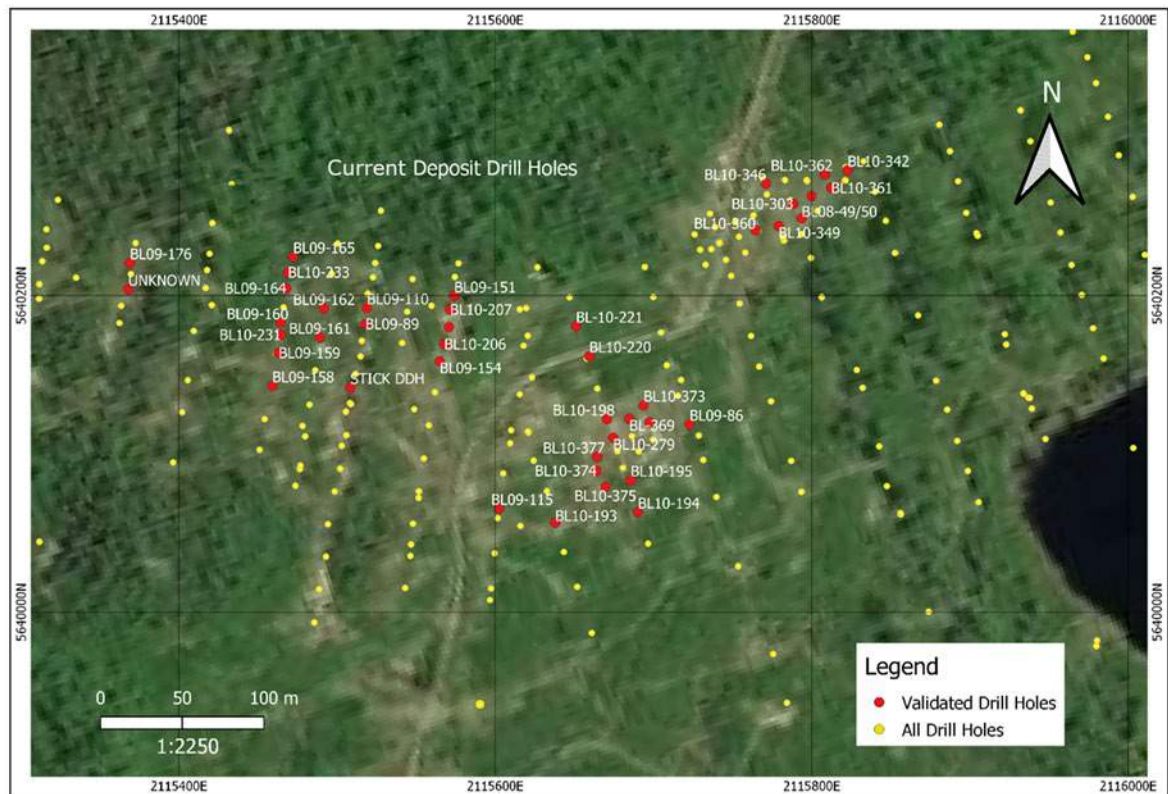 2115400E
2115600E
2115800E
2116000E
N
Current Deposit Drill Holes
BL10-362
BL10-342
BL10-346
BL10-361
BL10-303
BL08-49/50
BL10-360
BL10-349
BL09-176
BL09-165
UNKNOWN
BL10-233
BL09-164
BL09-151
BL09-162
BL09-110
BL10-207
BL09-160
BL09-89
BL-10-221
BL10-231
BL09-161
BL10-206
BL10-220
BL09-159
BL09-154
BL09-158
STICK DDH
BL10-373
BL10-198
BL-369
BL09-86
BL10-279
BL10-377
BL10-374
BL10-195
BL10-375
BL09-115
BL10-194
BL10-193
5640200N
5640200N
5640000N
5640000N
Legend
Validated Drill Holes
All Drill Holes
0 50 100 m
1:2250
2115400E
2115600E
2115800E
2116000E